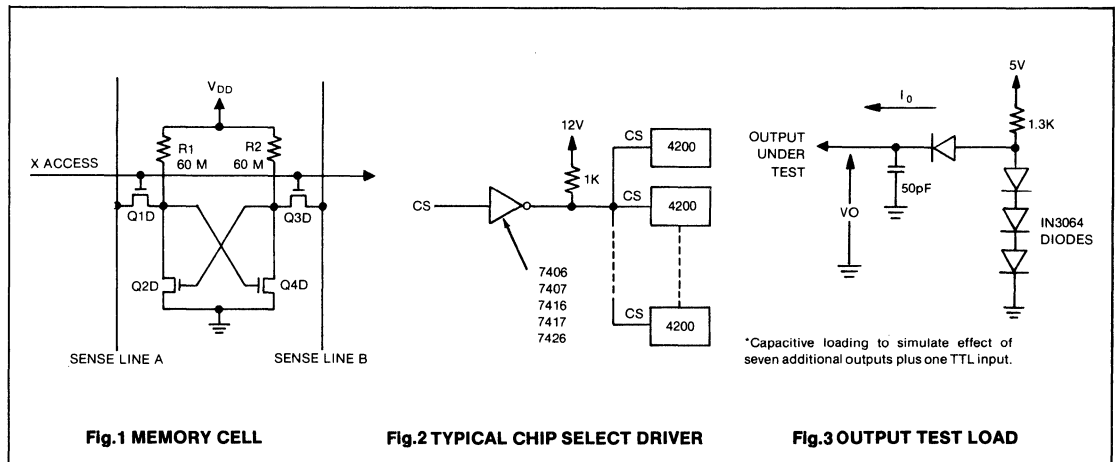 VDD
R1
60 M
R2
60 M
X ACCESS
Q1D
Q3D
Q2D
Q4D
SENSE LINE A
SENSE LINE B
Fig.1 MEMORY CELL
12V
1K
CS
CS
4200
CS
4200
CS
4200
7406
7407
7416
7417
7426
Fig.2 TYPICAL CHIP SELECT DRIVER
5V
I0
1.3K
OUTPUT
UNDER
TEST
50pF
VO
IN3064
DIODES
*Capacitive loading to simulate effect of
seven additional outputs plus one TTL input.
Fig.3 OUTPUT TEST LOAD